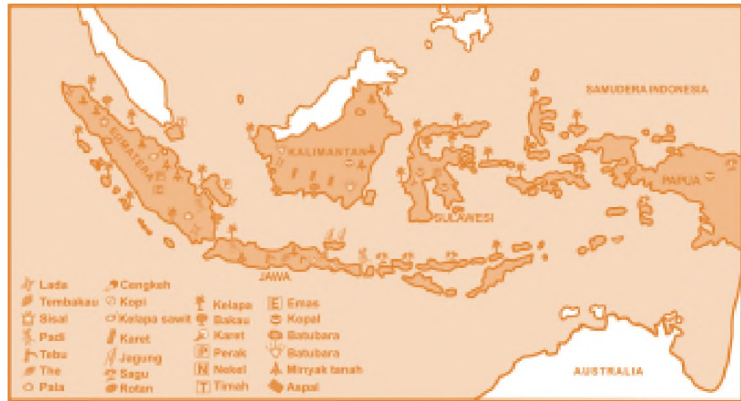 SAMUDERA INDONESIA
SUMATERA
KALIMANTAN
SULAWESI
PAPUA
JAWA
AUSTRALIA
Lada
Tembakau
Sisal
Padi
Tebu
The
Pala
Cengkeh
Kopi
Kelapa sawit
Karet
Jegung
Sagu
Rotan
Kelapa
Bakau
Karet
P Perak
N Nekel
T Timah
E Emas
Kopal
Batubara
Batubara
Minyak tanah
Aspal